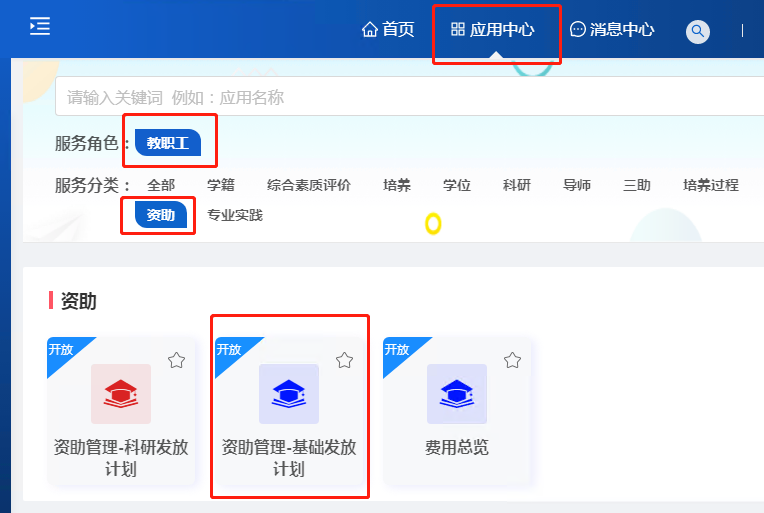 首页 应用中心 消息中心
请输入关键词 例如：应用名称
服务角色： 教职工
服务分类： 全部 学籍 综合素质评价 培养 学位 科研 导师 三助 培养过程
资助 专业实践
资助
开放 开放 开放
资助管理-科研发放计划
资助管理-基础发放计划
费用总览